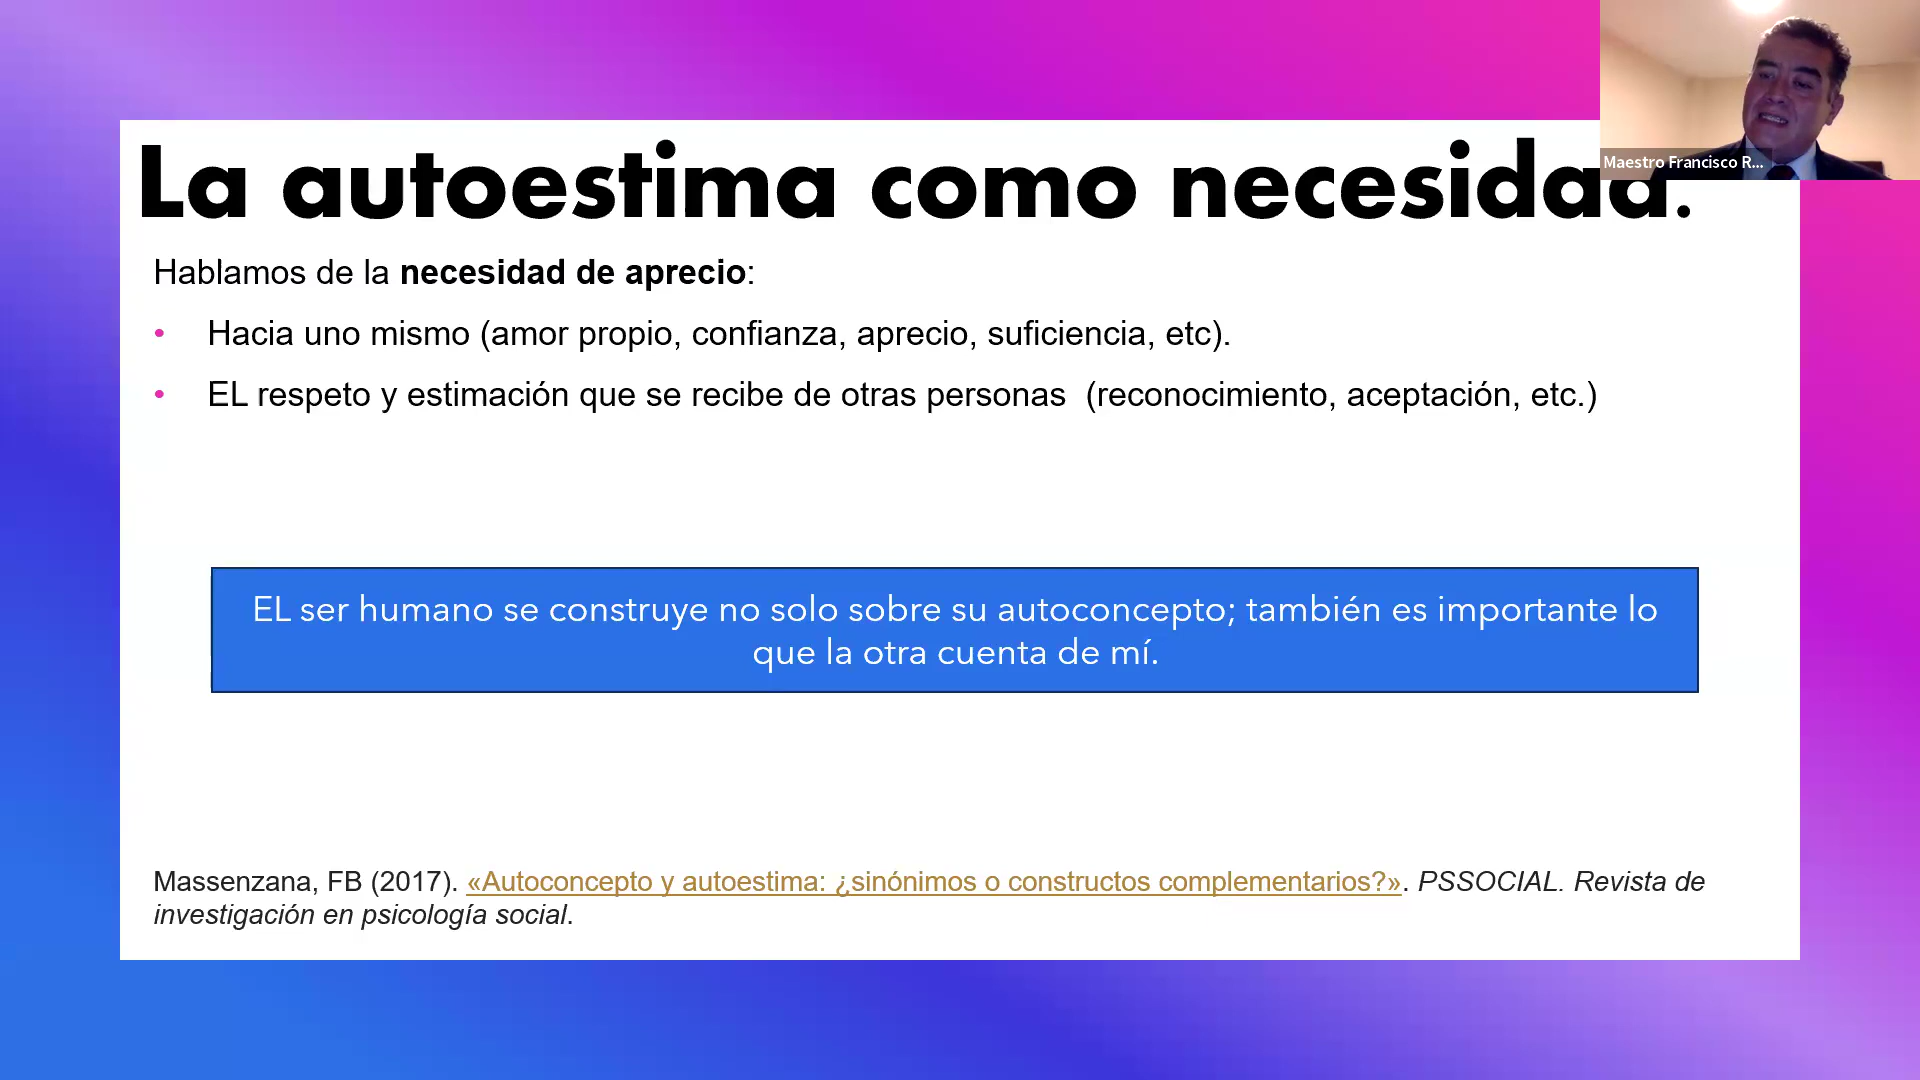 La autoestima como necesidad.
Maestro Francisco R...
Hablamos de la necesidad de aprecio:
• Hacia uno mismo (amor propio, confianza, aprecio, suficiencia, etc).
• EL respeto y estimación que se recibe de otras personas  (reconocimiento, aceptación, etc.)
EL ser humano se construye no solo sobre su autoconcepto; también es importante lo
que la otra cuenta de mí.
Massenzana, FB (2017). «Autoconcepto y autoestima: ¿sinónimos o constructos complementarios?». PSSOCIAL. Revista de
investigación en psicología social.